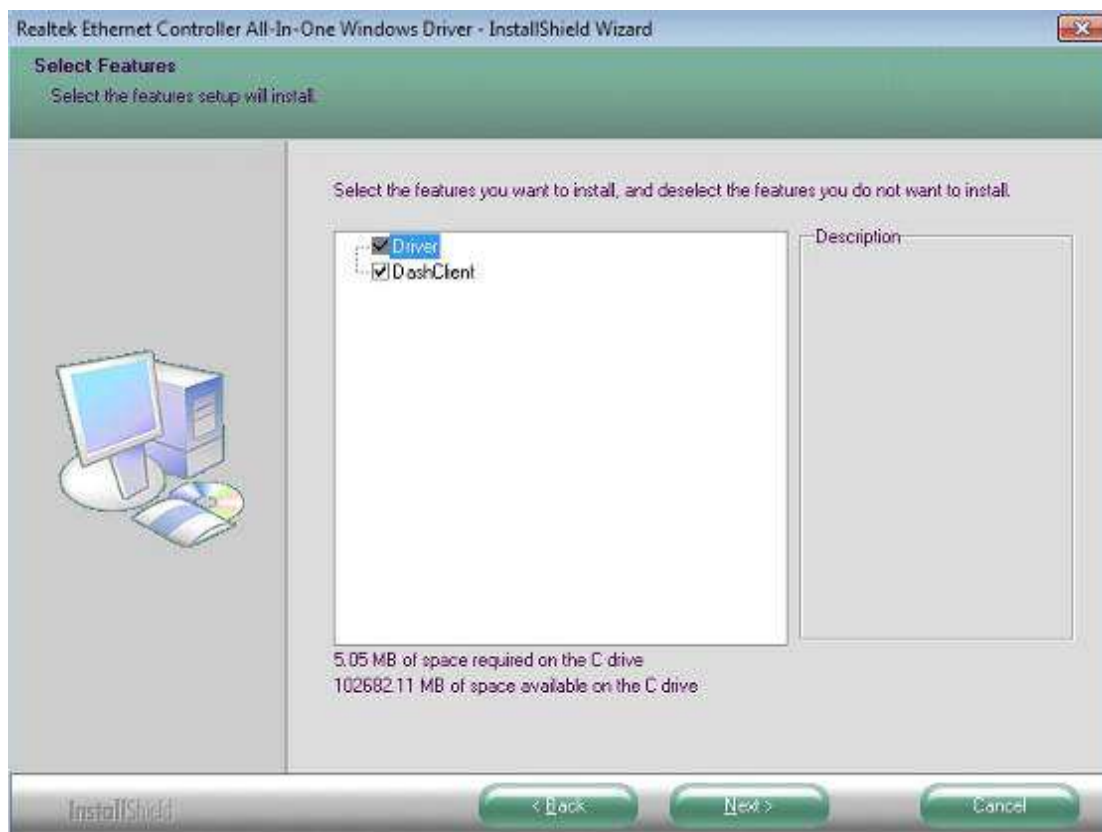 Realtek Ethernet Controller All-In-One Windows Driver - InstallShield Wizard
Select Features
Select the features setup will install.
Select the features you want to install, and deselect the features you do not want to install.
Driver
DashClient
Description
5.05 MB of space required on the C drive
102682.11 MB of space available on the C drive
InstallShield
< Back
Next >
Cancel